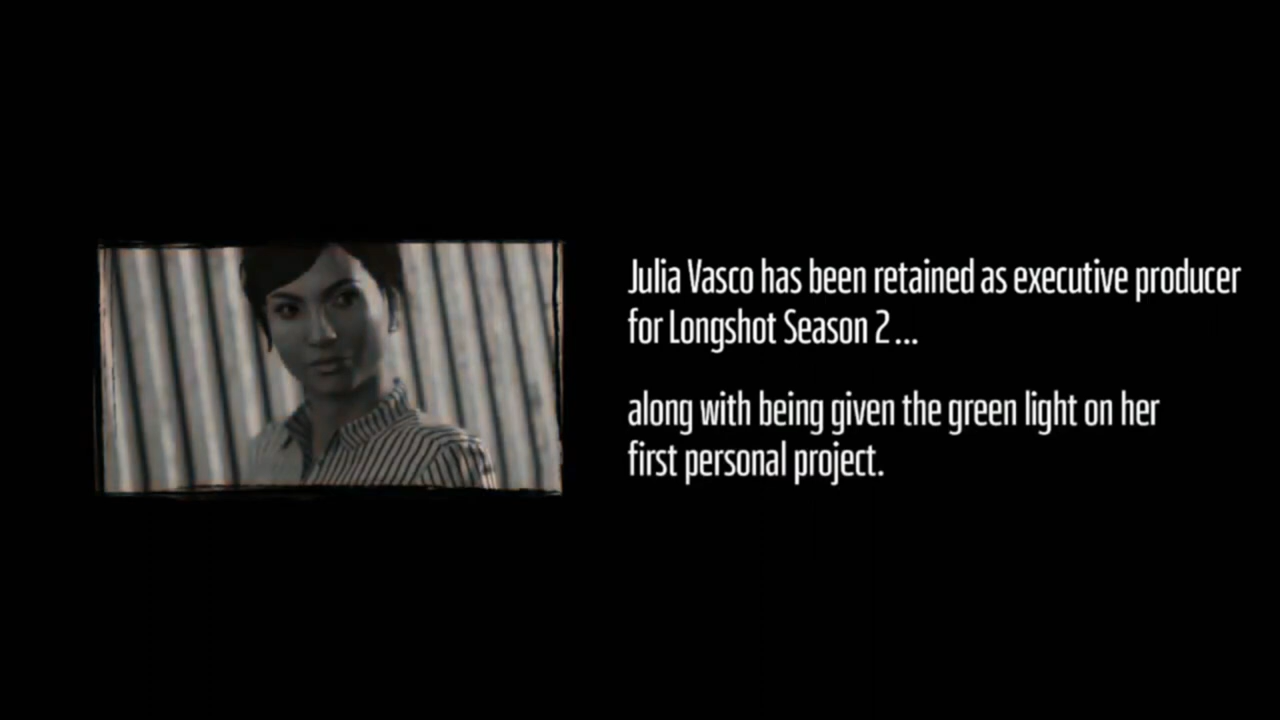 Julia Vasco has been retained as executive producer
for Longshot Season 2...
along with being given the green light on her
first personal project.